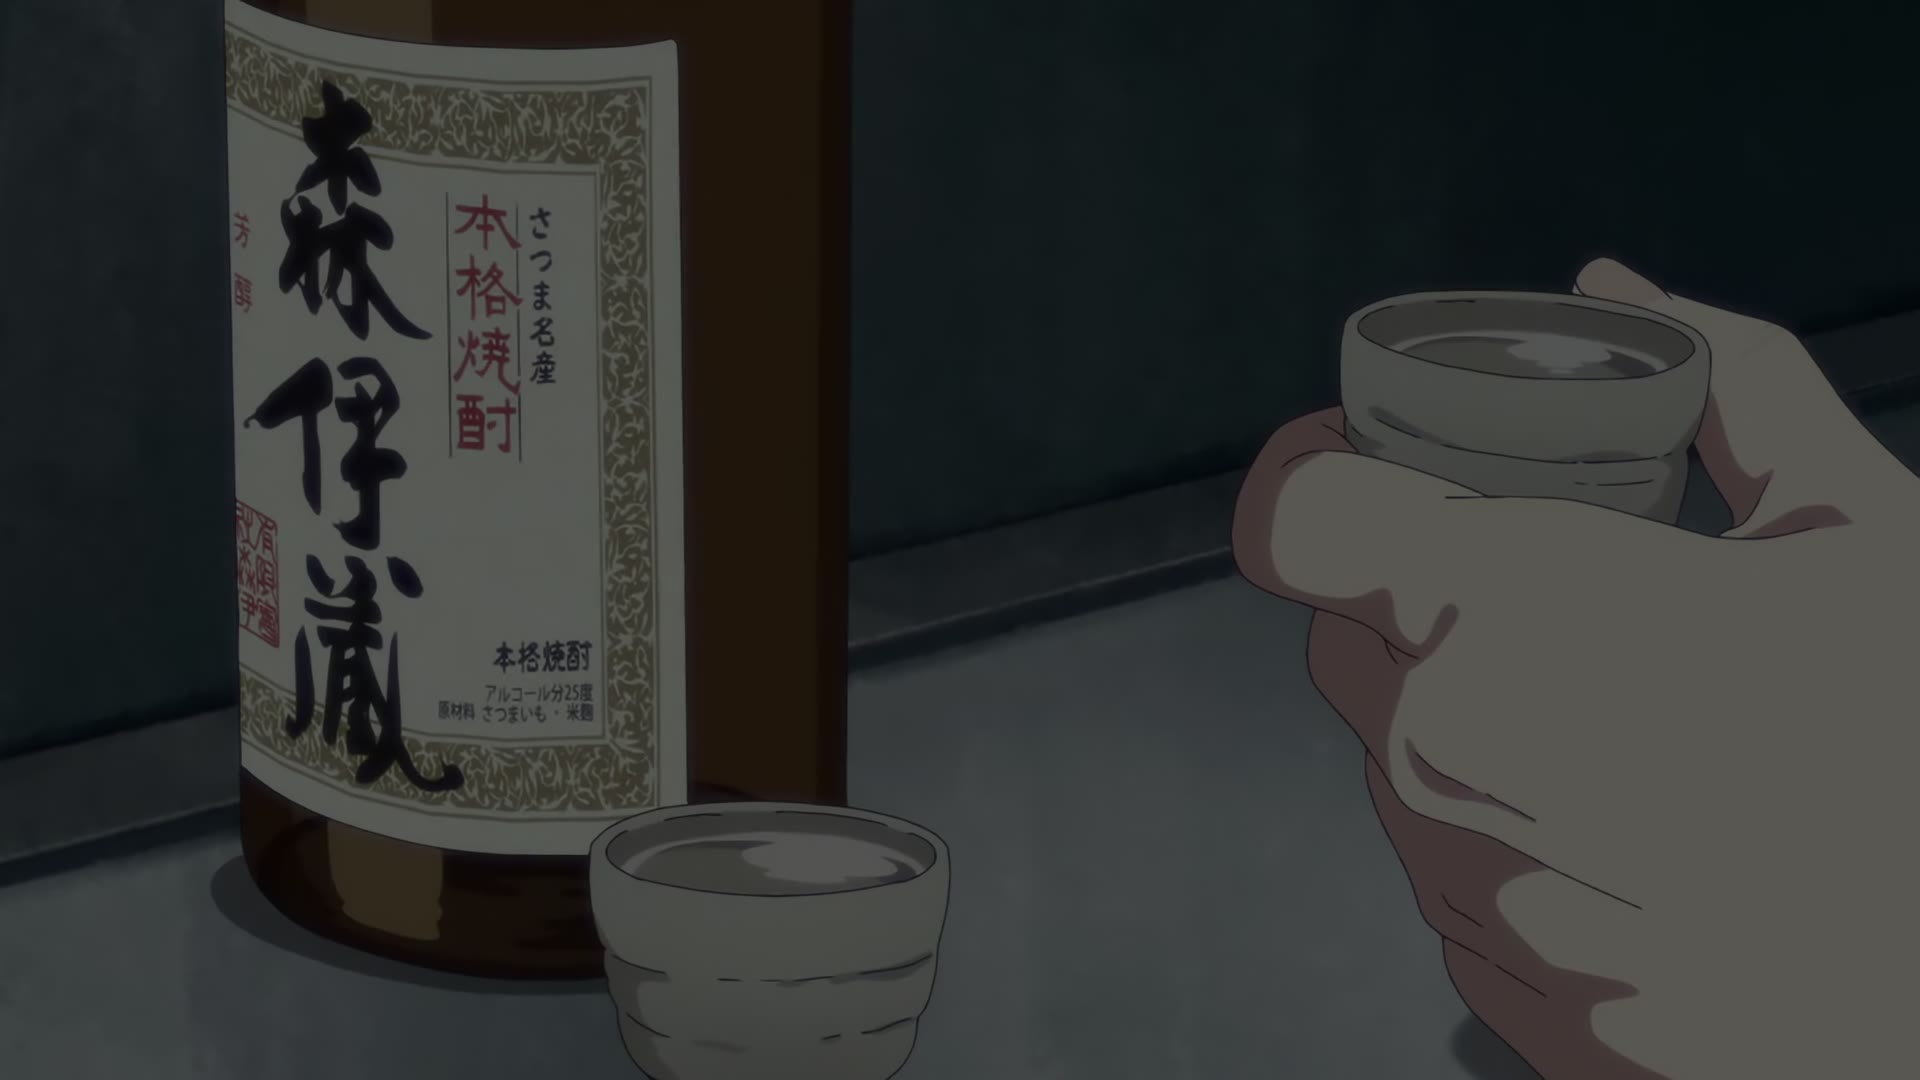 さつま名産
本格焼酎
森伊蔵
芳醇
本格焼酎
アルコール分25度
原材料 さつまいも・米麹